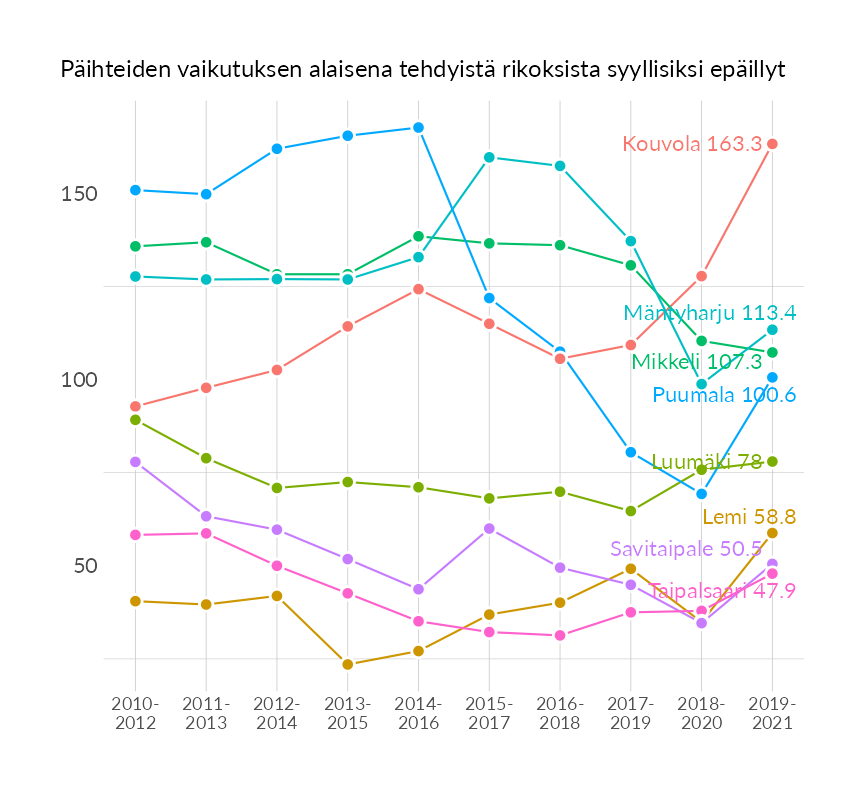 Päihteiden vaikutuksen alaisena tehdyistä rikoksista syyllisiksi epäillyt
Kouvola 163.3
150
Mäntyharju 113.4
Mikkeli 107.3
100
Puumala 100.6
Luumäki 78
Lemi 58.8
Savitaipale 50.5
50
Taipalsaari 47.9
2010-
2012
2011-
2013
2012-
2014
2013-
2015
2014-
2016
2015-
2017
2016-
2018
2017-
2019
2018-
2020
2019-
2021